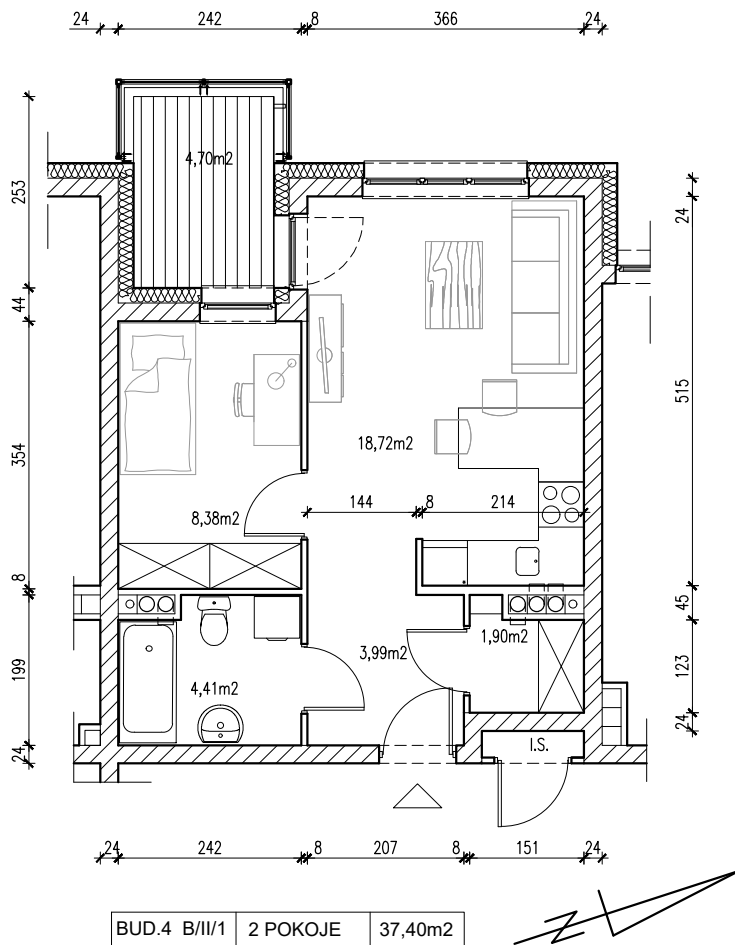 24 242 8 366 24
4,70m2
253
24
44
515
354
18,72m2
144 8 214
8,38m2
8
45
1,90m2
3,99m2
123
199
4,41m2
24
I.S.
24
24 242 8 207 8 151 24
BUD.4 B/II/1 2 POKOJE 37,40m2
N